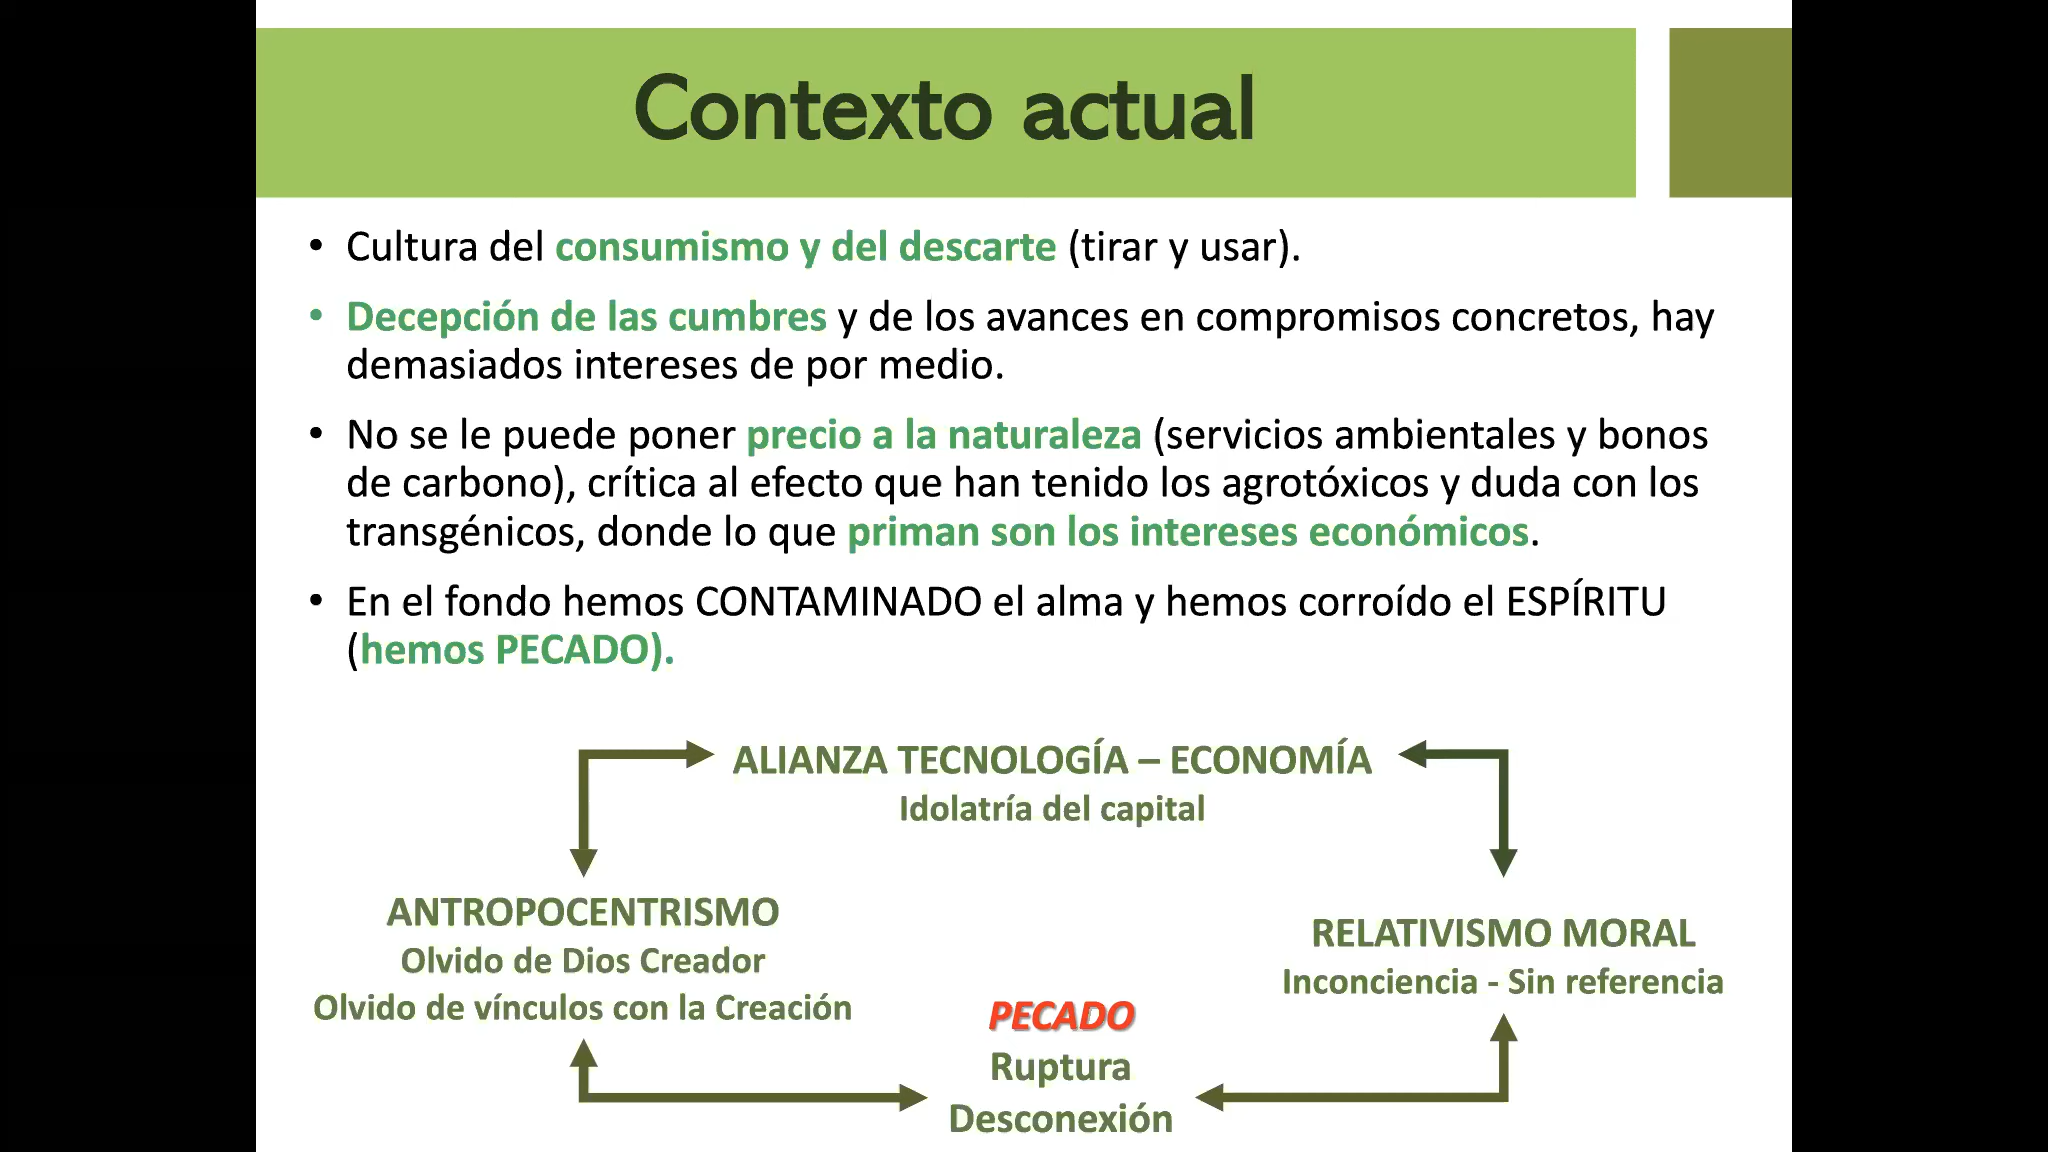 Contexto actual
• Cultura del consumismo y del descarte (tirar y usar).
• Decepción de las cumbres y de los avances en compromisos concretos, hay
demasiados intereses de por medio.
• No se le puede poner precio a la naturaleza (servicios ambientales y bonos
de carbono), crítica al efecto que han tenido los agrotóxicos y duda con los
transgénicos, donde lo que priman son los intereses económicos.
• En el fondo hemos CONTAMINADO el alma y hemos corroído el ESPÍRITU
(hemos PECADO).
ALIANZA TECNOLOGÍA – ECONOMÍA
Idolatría del capital
ANTROPOCENTRISMO
Olvido de Dios Creador
Olvido de vínculos con la Creación
RELATIVISMO MORAL
Inconciencia - Sin referencia
PECADO
Ruptura
Desconexión